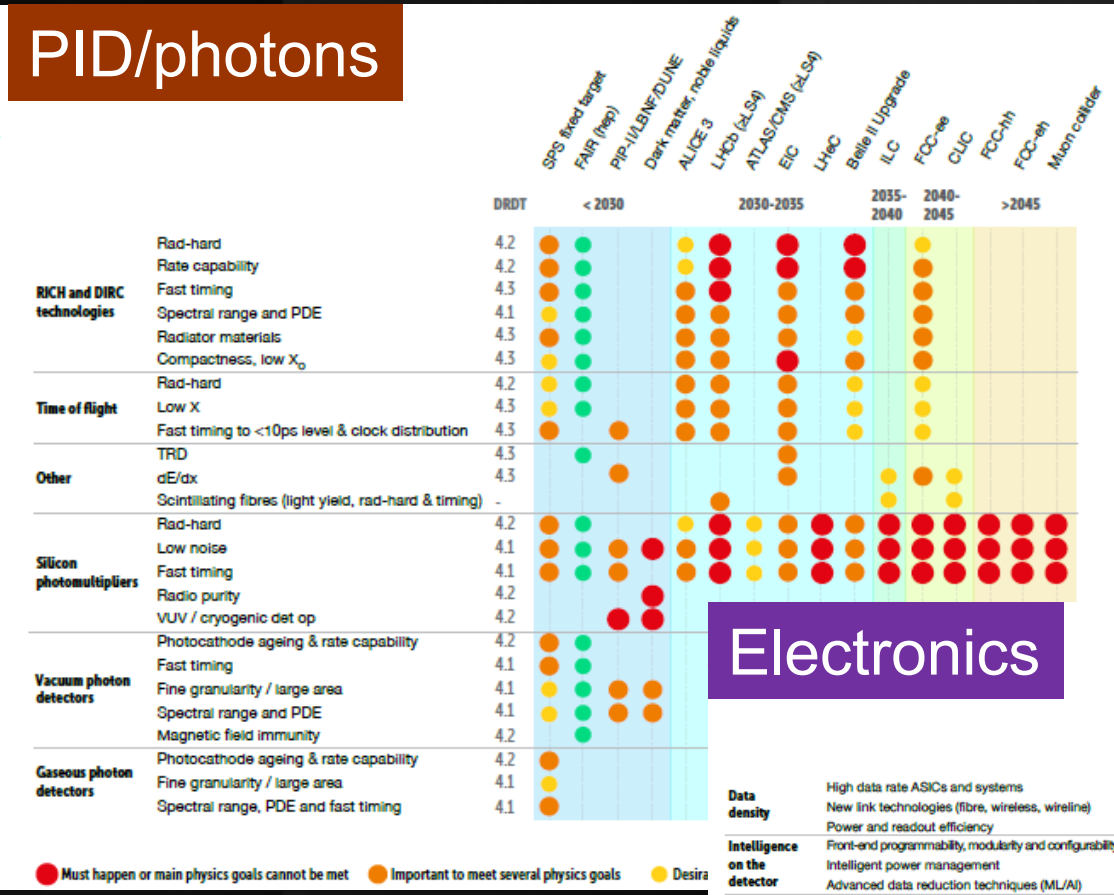 PID/photons
SPS fixed target
FAIR (hep)
PIP-II/LBNF/DUNE
Dark matter, noble liquids
ALICE 3
LHCb (≥LS4)
ATLAS/CMS (≥LS4)
EIC
LHeC
Belle II Upgrade
ILC
FCC-ee
CLIC
FCC-hh
FCC-eh
Muon collider
DRDT < 2030 2030-2035 2035-2040 2040-2045 >2045
RICH and DIRC technologies
Rad-hard 4.2
Rate capability 4.2
Fast timing 4.3
Spectral range and PDE 4.1
Radiator materials 4.3
Compactness, low X₀ 4.3
Time of flight
Rad-hard 4.2
Low X 4.3
Fast timing to <10ps level & clock distribution 4.3
Other
TRD 4.3
dE/dx 4.3
Scintillating fibres (light yield, rad-hard & timing) -
Silicon photomultipliers
Rad-hard 4.2
Low noise 4.1
Fast timing 4.1
Radio purity 4.2
VUV / cryogenic det op 4.2
Vacuum photon detectors
Photocathode ageing & rate capability 4.2
Fast timing 4.1
Fine granularity / large area 4.1
Spectral range and PDE 4.1
Magnetic field immunity 4.2
Gaseous photon detectors
Photocathode ageing & rate capability 4.2
Fine granularity / large area 4.1
Spectral range, PDE and fast timing 4.1
Must happen or main physics goals cannot be met Important to meet several physics goals Desira
Electronics
Data density
High data rate ASICs and systems
New link technologies (fibre, wireless, wireline)
Power and readout efficiency
Intelligence on the detector
Front-end programmability, modularity and configurability
Intelligent power management
Advanced data reduction techniques (ML/AI)